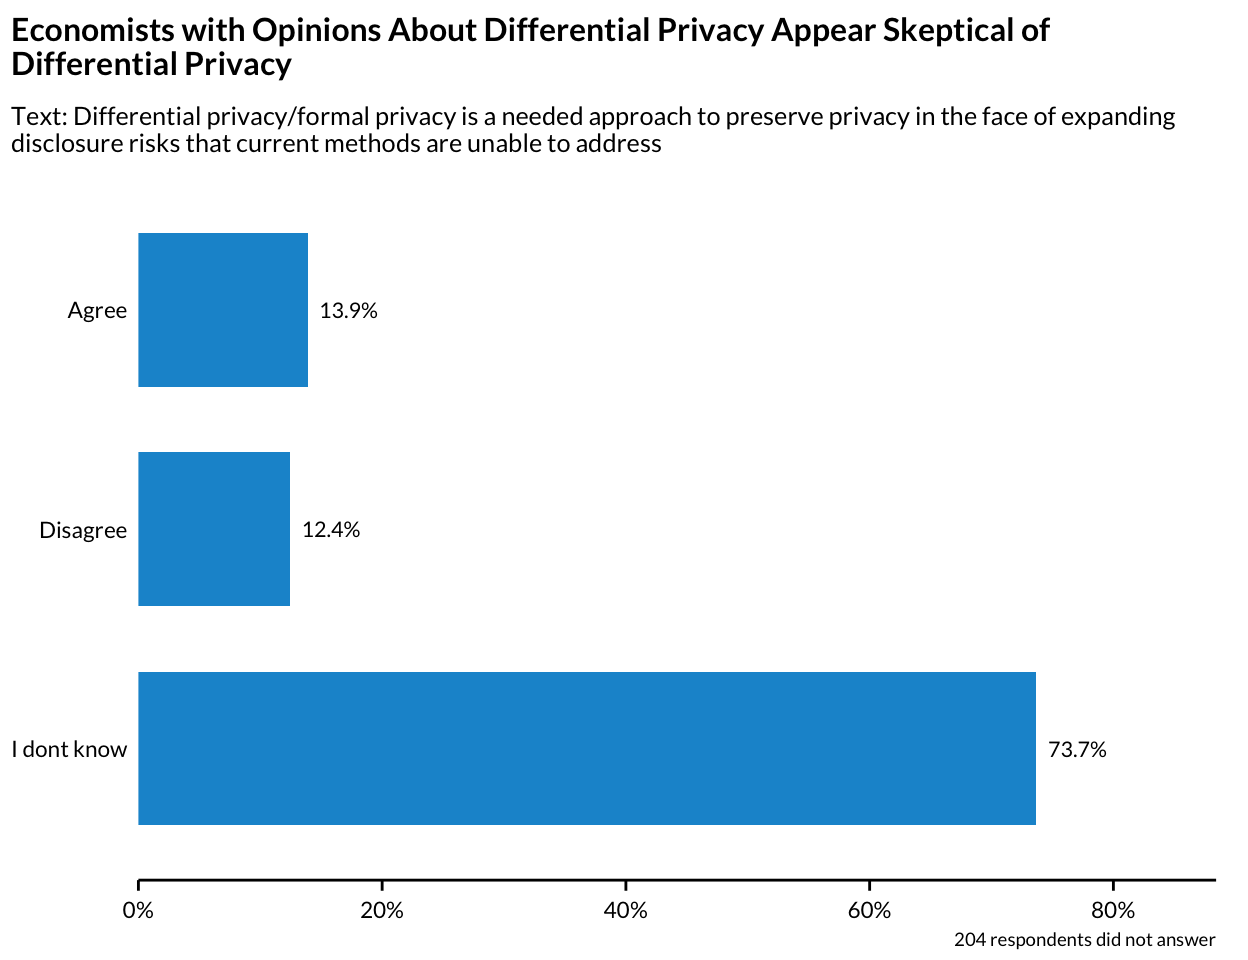 Economists with Opinions About Differential Privacy Appear Skeptical of
Differential Privacy
Text: Differential privacy/formal privacy is a needed approach to preserve privacy in the face of expanding
disclosure risks that current methods are unable to address
Agree
13.9%
Disagree
12.4%
I dont know
73.7%
0%
20%
40%
60%
80%
204 respondents did not answer